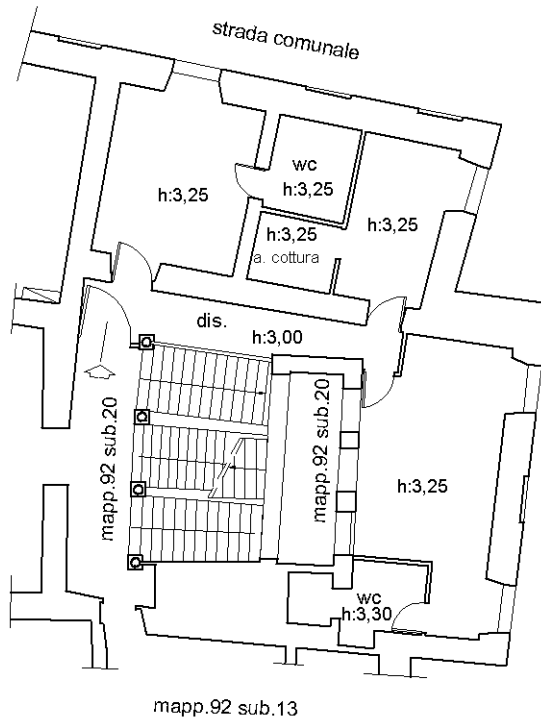 strada comunale
wc
h:3,25
h:3,25
h:3,25
h:3,25
a. cottura
dis.
h:3,00
mapp.92 sub.20
mapp.92 sub.20
h:3,25
wc
h:3,30
mapp.92 sub.13